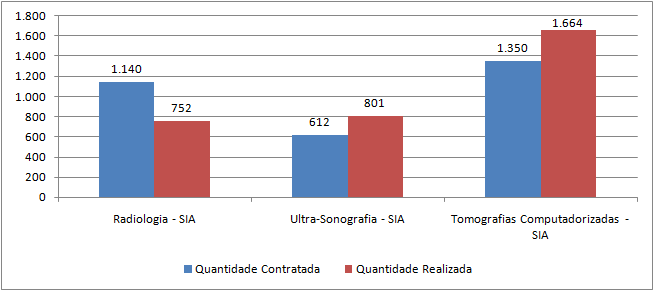 1.800
1.600
1.400
1.200
1.000
800
600
400
200
0
1.140
752
612
801
1.350
1.664
Radiologia - SIA
Ultra-Sonografia - SIA
Tomografias Computadorizadas -
SIA
Quantidade Contratada
Quantidade Realizada